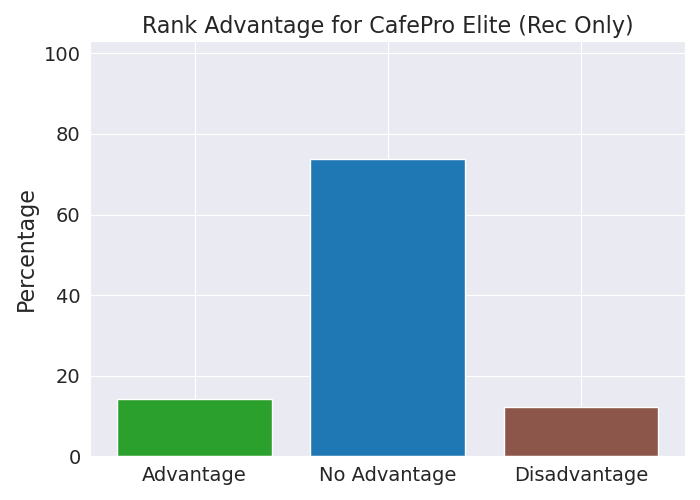 Rank Advantage for CafePro Elite (Rec Only)
100
80
60
40
20
0
Percentage
Advantage
No Advantage
Disadvantage